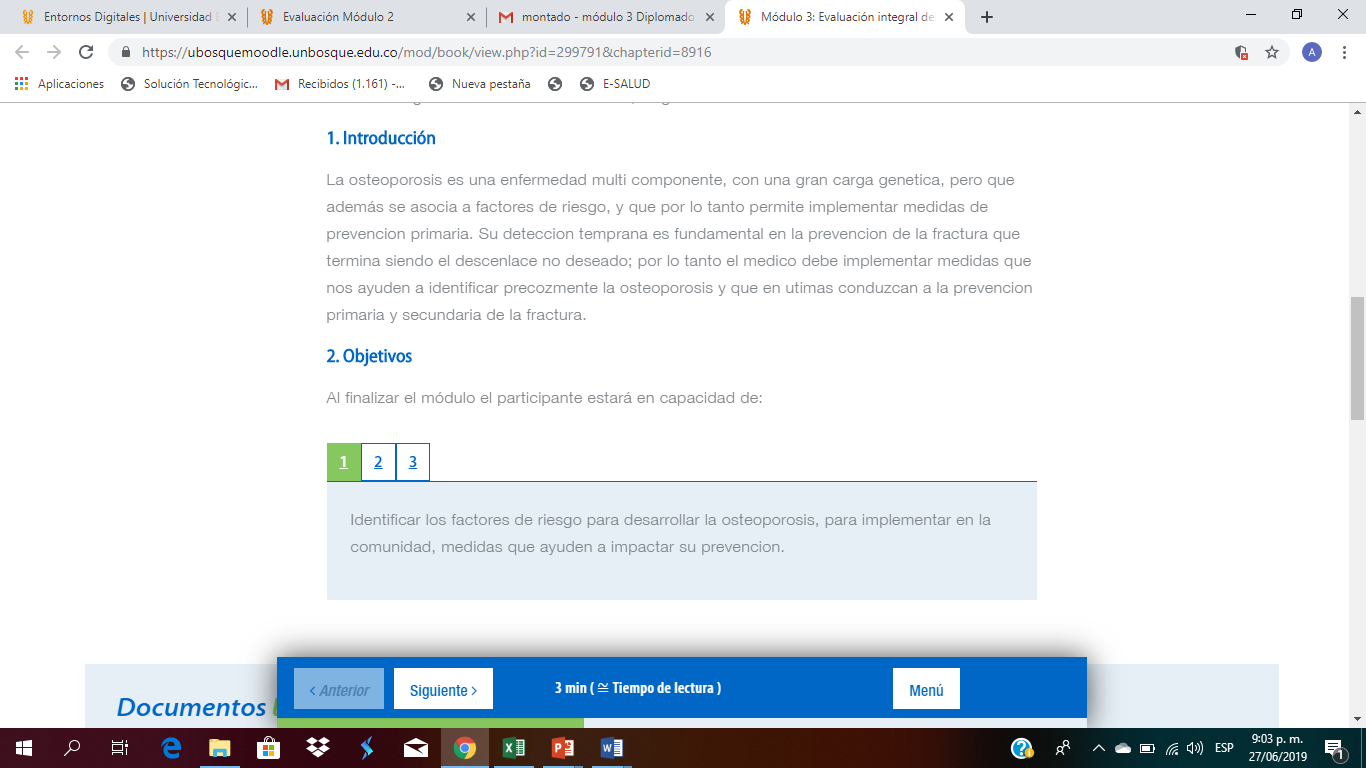 Entornos Digitales | Universidad
Evaluación Módulo 2
montado - módulo 3 Diplomado
Módulo 3: Evaluación integral de
https://ubosquemoodle.unbosque.edu.co/mod/book/view.php?id=299791&chapterid=8916
A
Aplicaciones
Solución Tecnológic...
Recibidos (1.161) -...
Nueva pestaña
E-SALUD
1. Introducción
La osteoporosis es una enfermedad multi componente, con una gran carga genetica, pero que
además se asocia a factores de riesgo, y que por lo tanto permite implementar medidas de
prevencion primaria. Su deteccion temprana es fundamental en la prevencion de la fractura que
termina siendo el descenlace no deseado; por lo tanto el medico debe implementar medidas que
nos ayuden a identificar precozmente la osteoporosis y que en utimas conduzcan a la prevencion
primaria y secundaria de la fractura.
2. Objetivos
Al finalizar el módulo el participante estará en capacidad de:
1 2 3
Identificar los factores de riesgo para desarrollar la osteoporosis, para implementar en la
comunidad, medidas que ayuden a impactar su prevencion.
‹ Anterior
Siguiente ›
3 min ( ≅ Tiempo de lectura )
Menú
Documentos
ESP
9:03 p. m.
27/06/2019
1